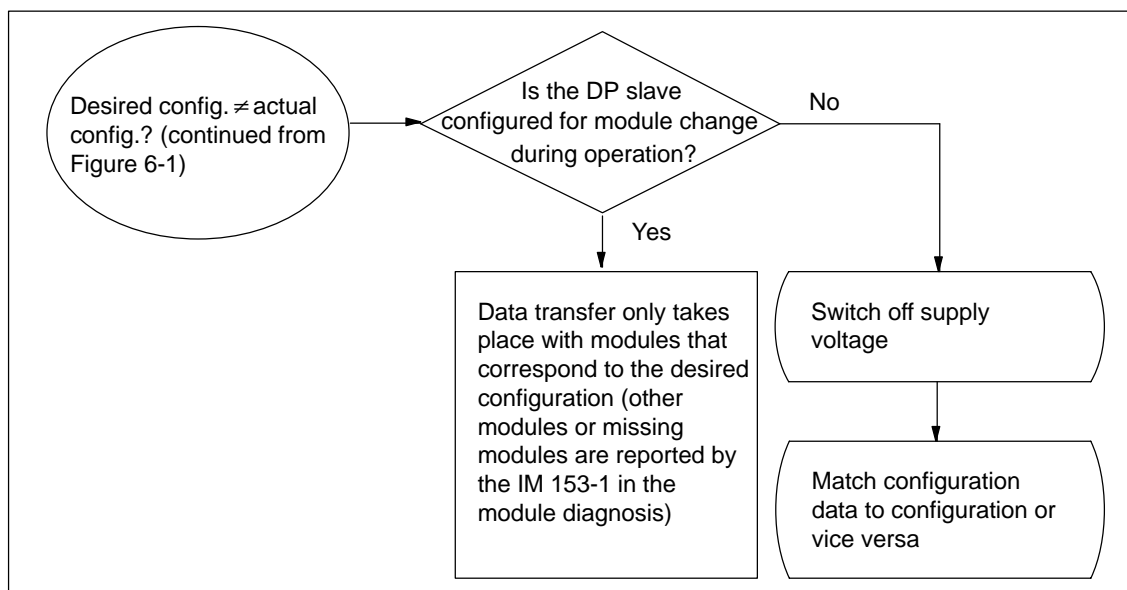 Desired config. ≠ actual
config.? (continued from
Figure 6-1)
Is the DP slave
configured for module change
during operation?
No
Yes
Data transfer only takes
place with modules that
correspond to the desired
configuration (other
modules or missing
modules are reported by
the IM 153-1 in the
module diagnosis)
Switch off supply
voltage
Match configuration
data to configuration or
vice versa